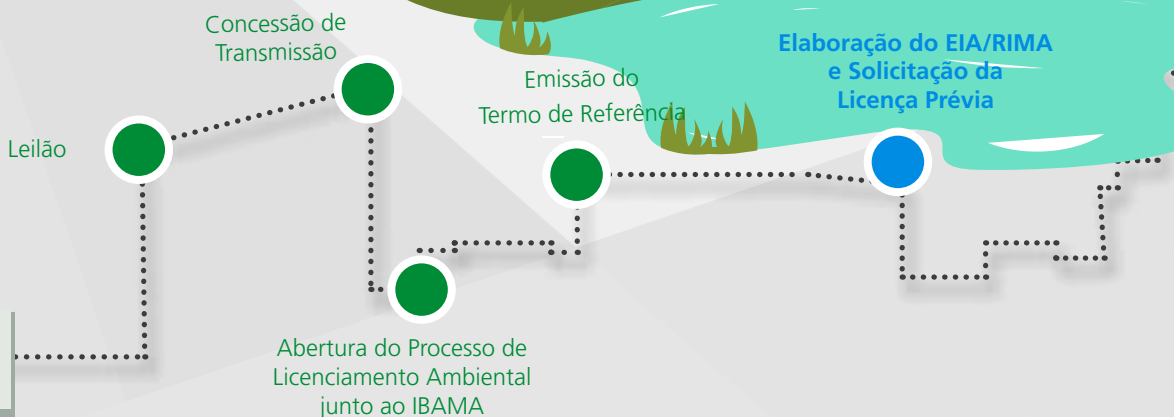 Leilão
Concessão de
Transmissão
Abertura do Processo de
Licenciamento Ambiental
junto ao IBAMA
Emissão do
Termo de Referência
Elaboração do EIA/RIMA
e Solicitação da
Licença Prévia